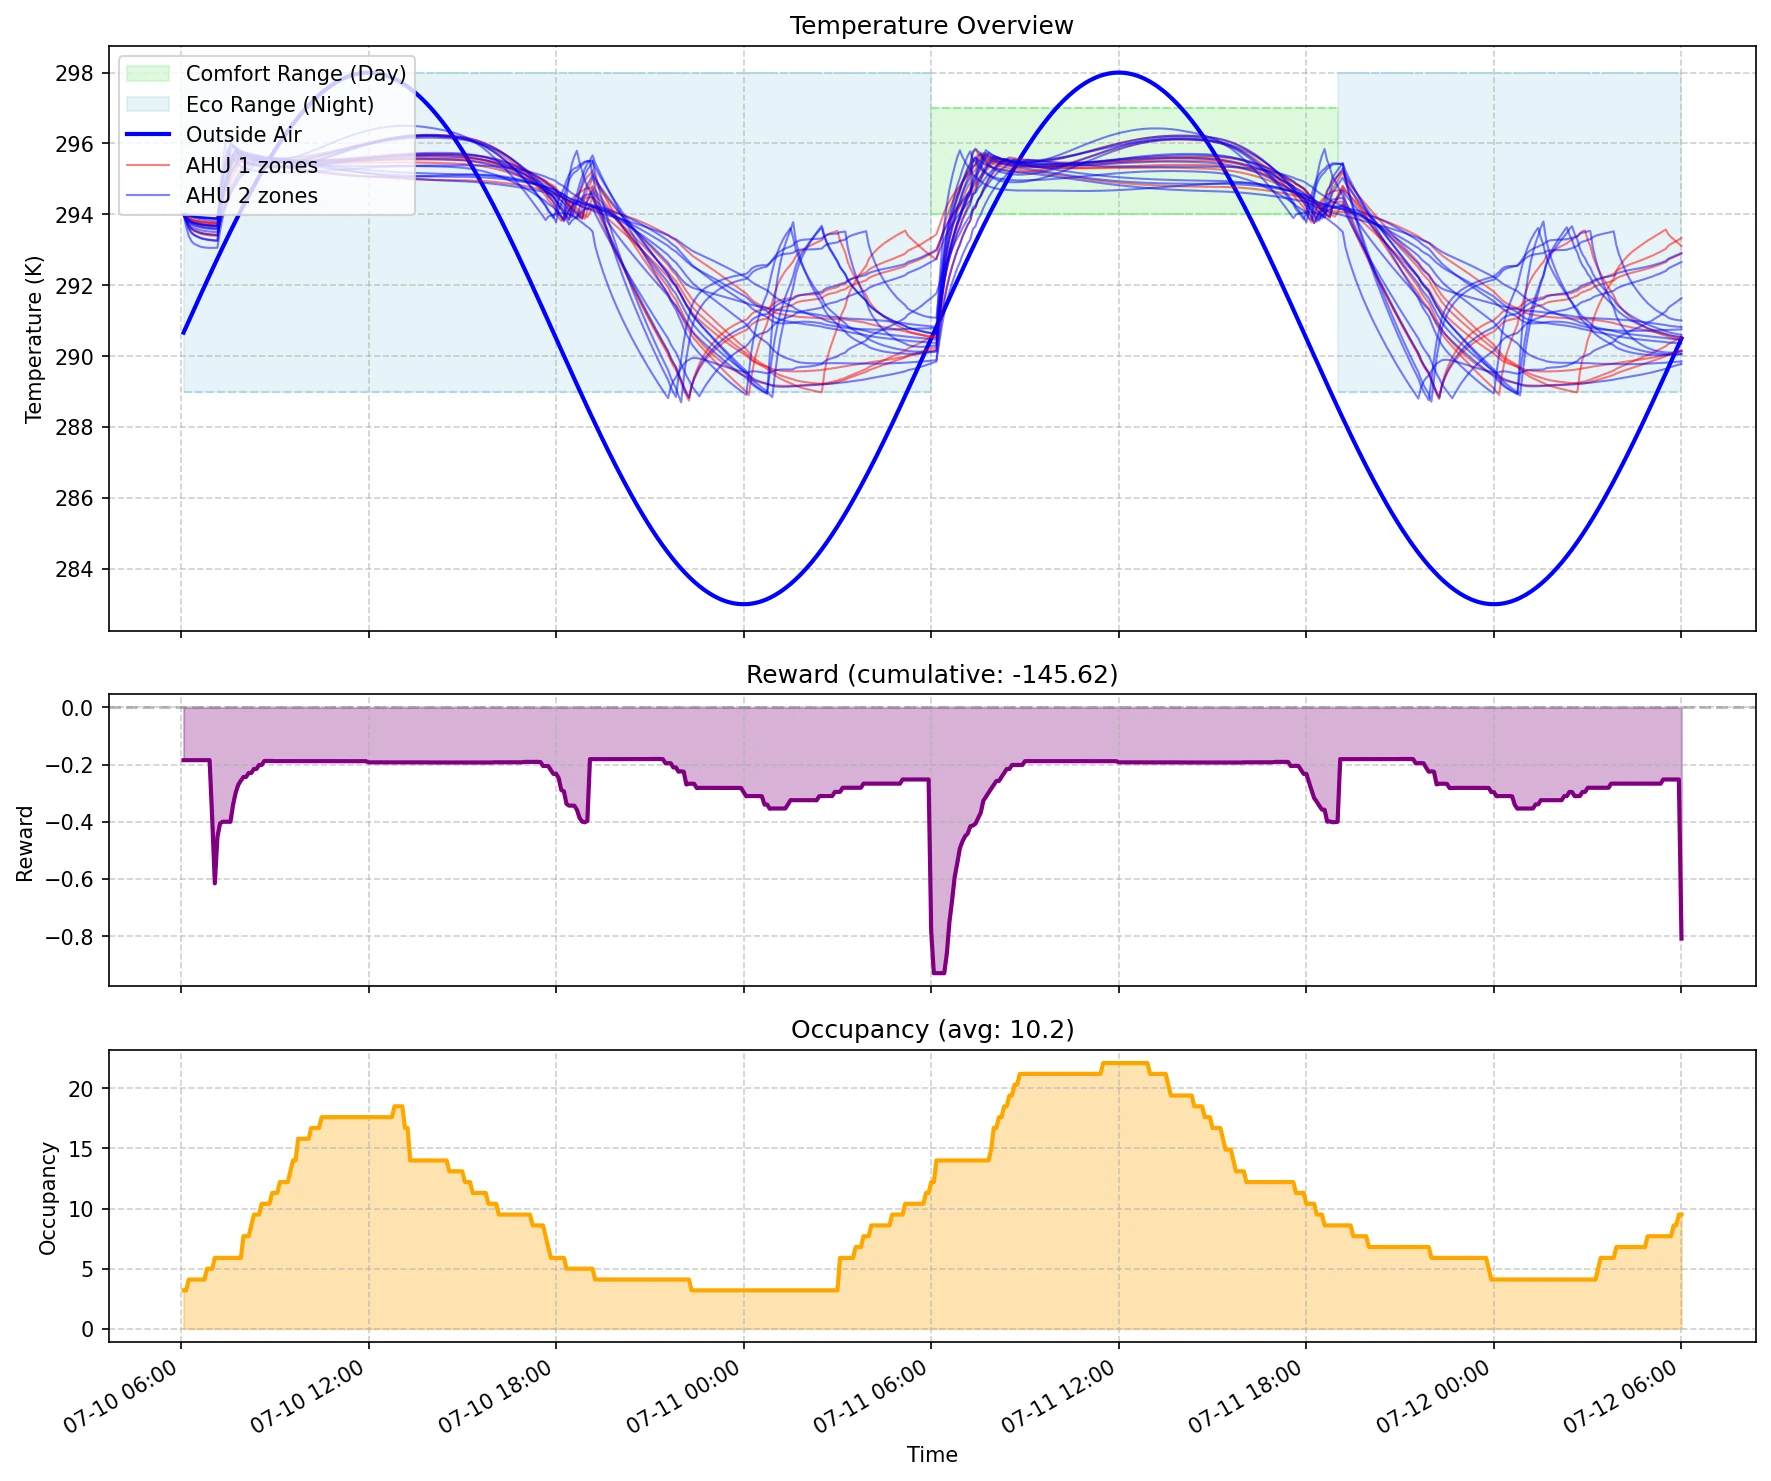 Temperature Overview
298
296
294
292
290
288
286
284
Temperature (K)
Comfort Range (Day)
Eco Range (Night)
Outside Air
AHU 1 zones
AHU 2 zones
Reward (cumulative: -145.62)
0.0
−0.2
−0.4
−0.6
−0.8
Reward
Occupancy (avg: 10.2)
20
15
10
5
0
Occupancy
07-10 06:00
07-10 12:00
07-10 18:00
07-11 00:00
07-11 06:00
07-11 12:00
07-11 18:00
07-12 00:00
07-12 06:00
Time